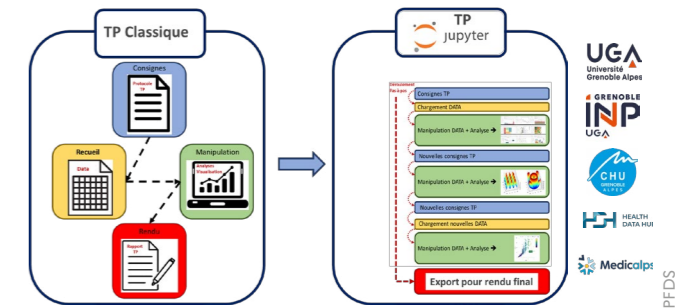 TP Classique
Consignes
Protocole
TP
Recueil
Data
Manipulation
Analyses
Visualisation
Rendu
Rapport
TP
TP
jupyter
Déroulement
Pas à pas
Consignes TP
Chargement DATA
Manipulation DATA + Analyse →
Nouvelles consignes TP
Manipulation DATA + Analyse →
Nouvelles consignes TP
Chargement nouvelles DATA
Manipulation DATA + Analyse →
Export pour rendu final
UGA
Université
Grenoble Alpes
GRENOBLE
INP
UGA
CHU
GRENOBLE
ALPES
HEALTH
DATA HU
Medicalps
PFDS